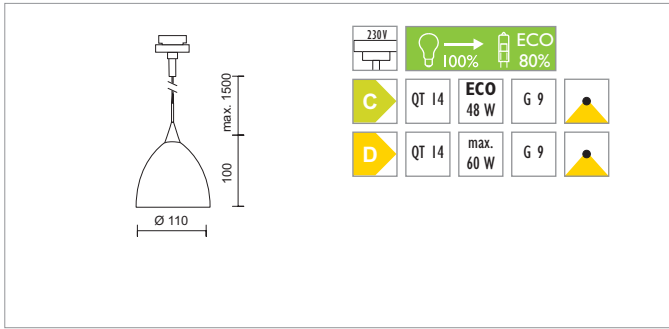 max. 1500
100
Ø 110
230V
100%
ECO
80%
C
QT 14
ECO
48 W
G 9
D
QT 14
max.
60 W
G 9